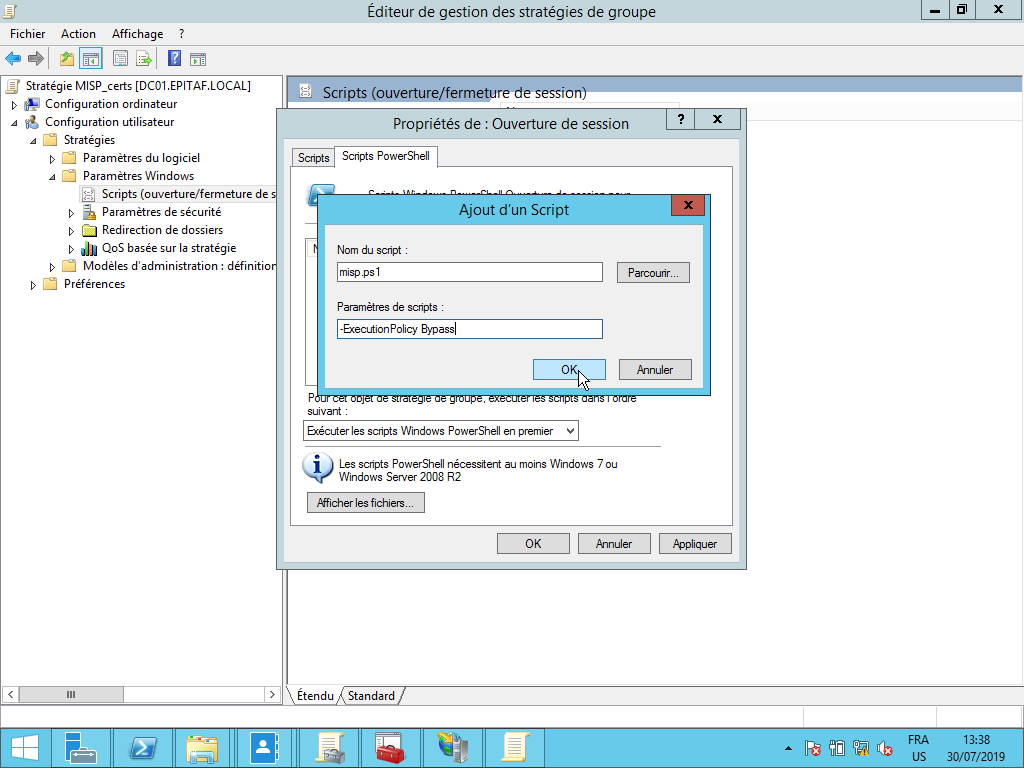 Éditeur de gestion des stratégies de groupe
Fichier Action Affichage ?
Stratégie MISP_certs [DC01.EPITAF.LOCAL]
Configuration ordinateur
Configuration utilisateur
Stratégies
Paramètres du logiciel
Paramètres Windows
Scripts (ouverture/fermeture de s
Paramètres de sécurité
Redirection de dossiers
QoS basée sur la stratégie
Modèles d'administration : définition
Préférences
Scripts (ouverture/fermeture de session)
Propriétés de : Ouverture de session
? X
Scripts
Scripts PowerShell
Scripts Windows PowerShell Ouverture de session pour
Ajout d'un Script
Nom du script :
misp.ps1
Parcourir...
Paramètres de scripts :
-ExecutionPolicy Bypass
OK
Annuler
Pour cet objet de stratégie de groupe, exécuter les scripts dans l'ordre
suivant :
Exécuter les scripts Windows PowerShell en premier
Les scripts PowerShell nécessitent au moins Windows 7 ou
Windows Server 2008 R2
Afficher les fichiers...
OK
Annuler
Appliquer
Étendu
Standard
FRA
US
13:38
30/07/2019